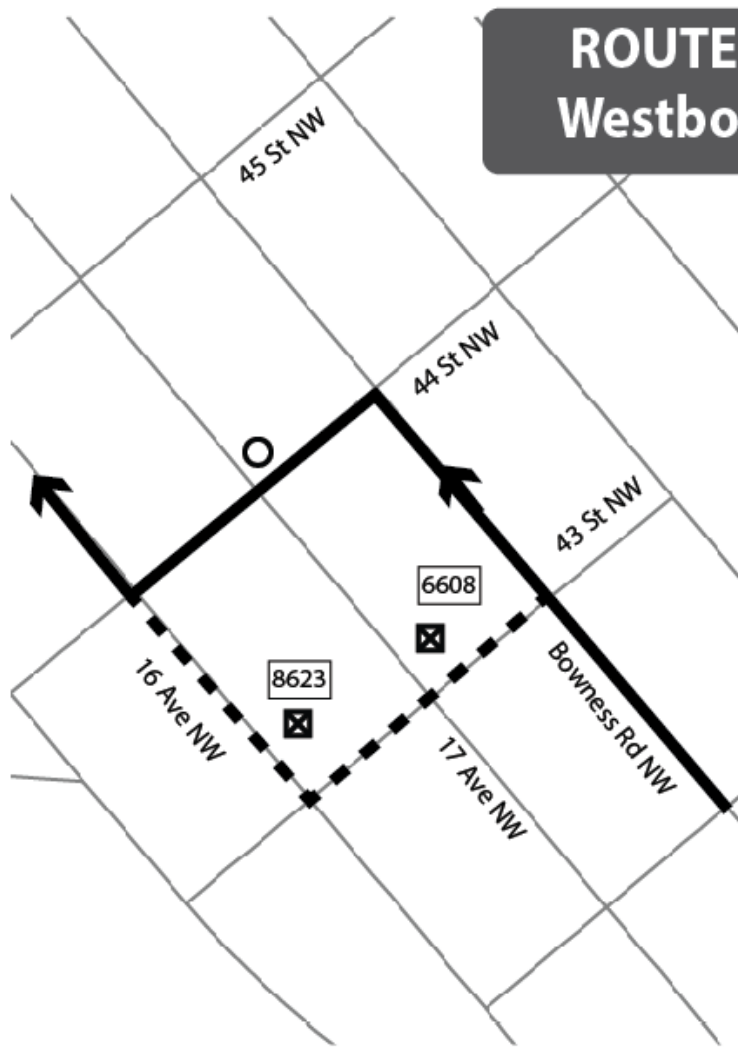 ROUTE
Westbo
45 St NW
44 St NW
43 St NW
6608
8623
16 Ave NW
17 Ave NW
Bowness Rd NW